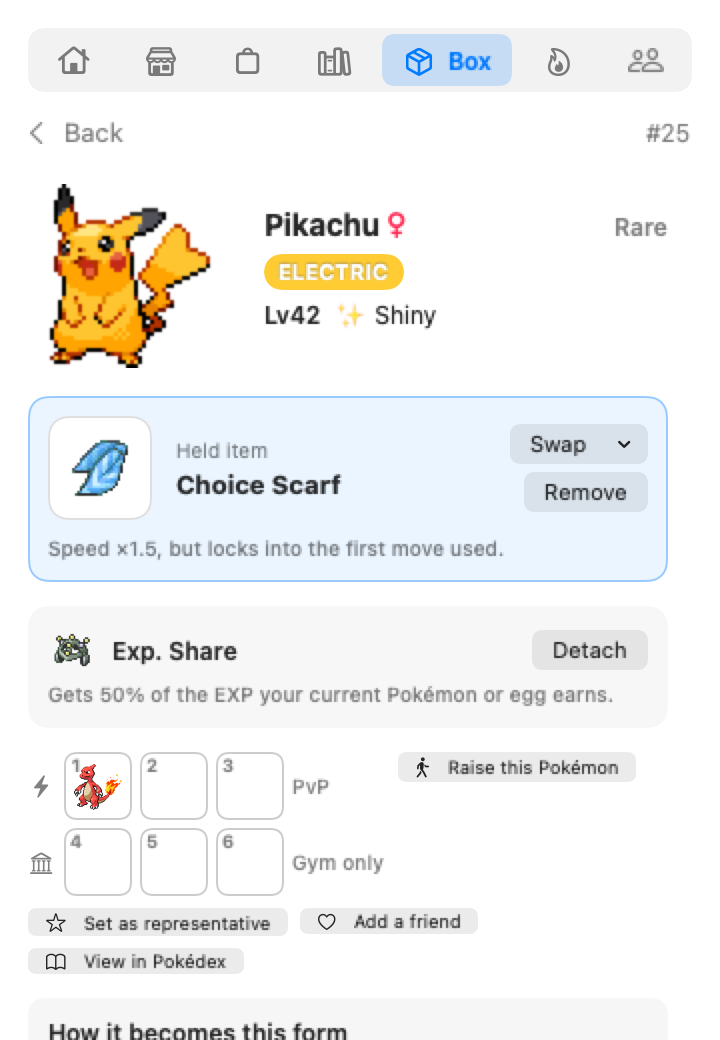 Box
Back
#25
Pikachu♀
Rare
ELECTRIC
Lv42 ✨ Shiny
Held item
Choice Scarf
Swap
Remove
Speed ×1.5, but locks into the first move used.
Exp. Share
Detach
Gets 50% of the EXP your current Pokémon or egg earns.
1 2 3 PvP
Raise this Pokémon
4 5 6 Gym only
Set as representative
Add a friend
View in Pokédex
How it becomes this form